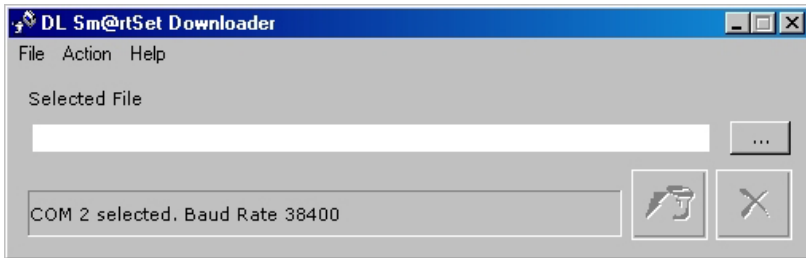 DL Sm@rtSet Downloader
File Action Help
Selected File
...
COM 2 selected. Baud Rate 38400